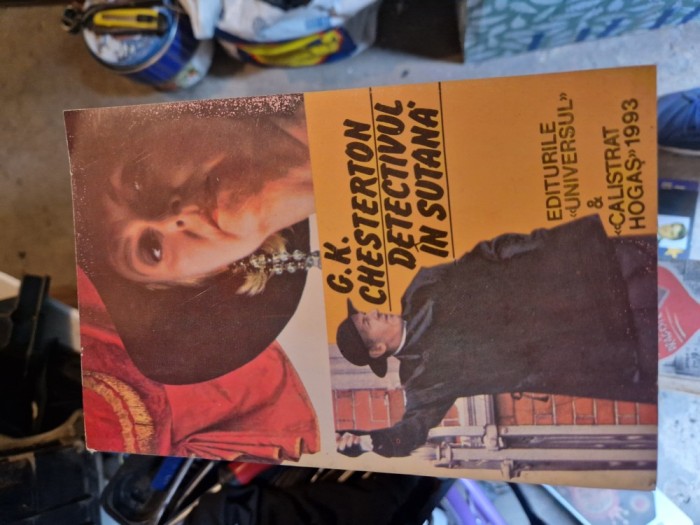 G.K.
CHESTERTON
DETECTIVUL
ÎN SUTANĂ
EDITURILE
«UNIVERSUL»
&
«CALISTRAT
HOGAȘ» 1993